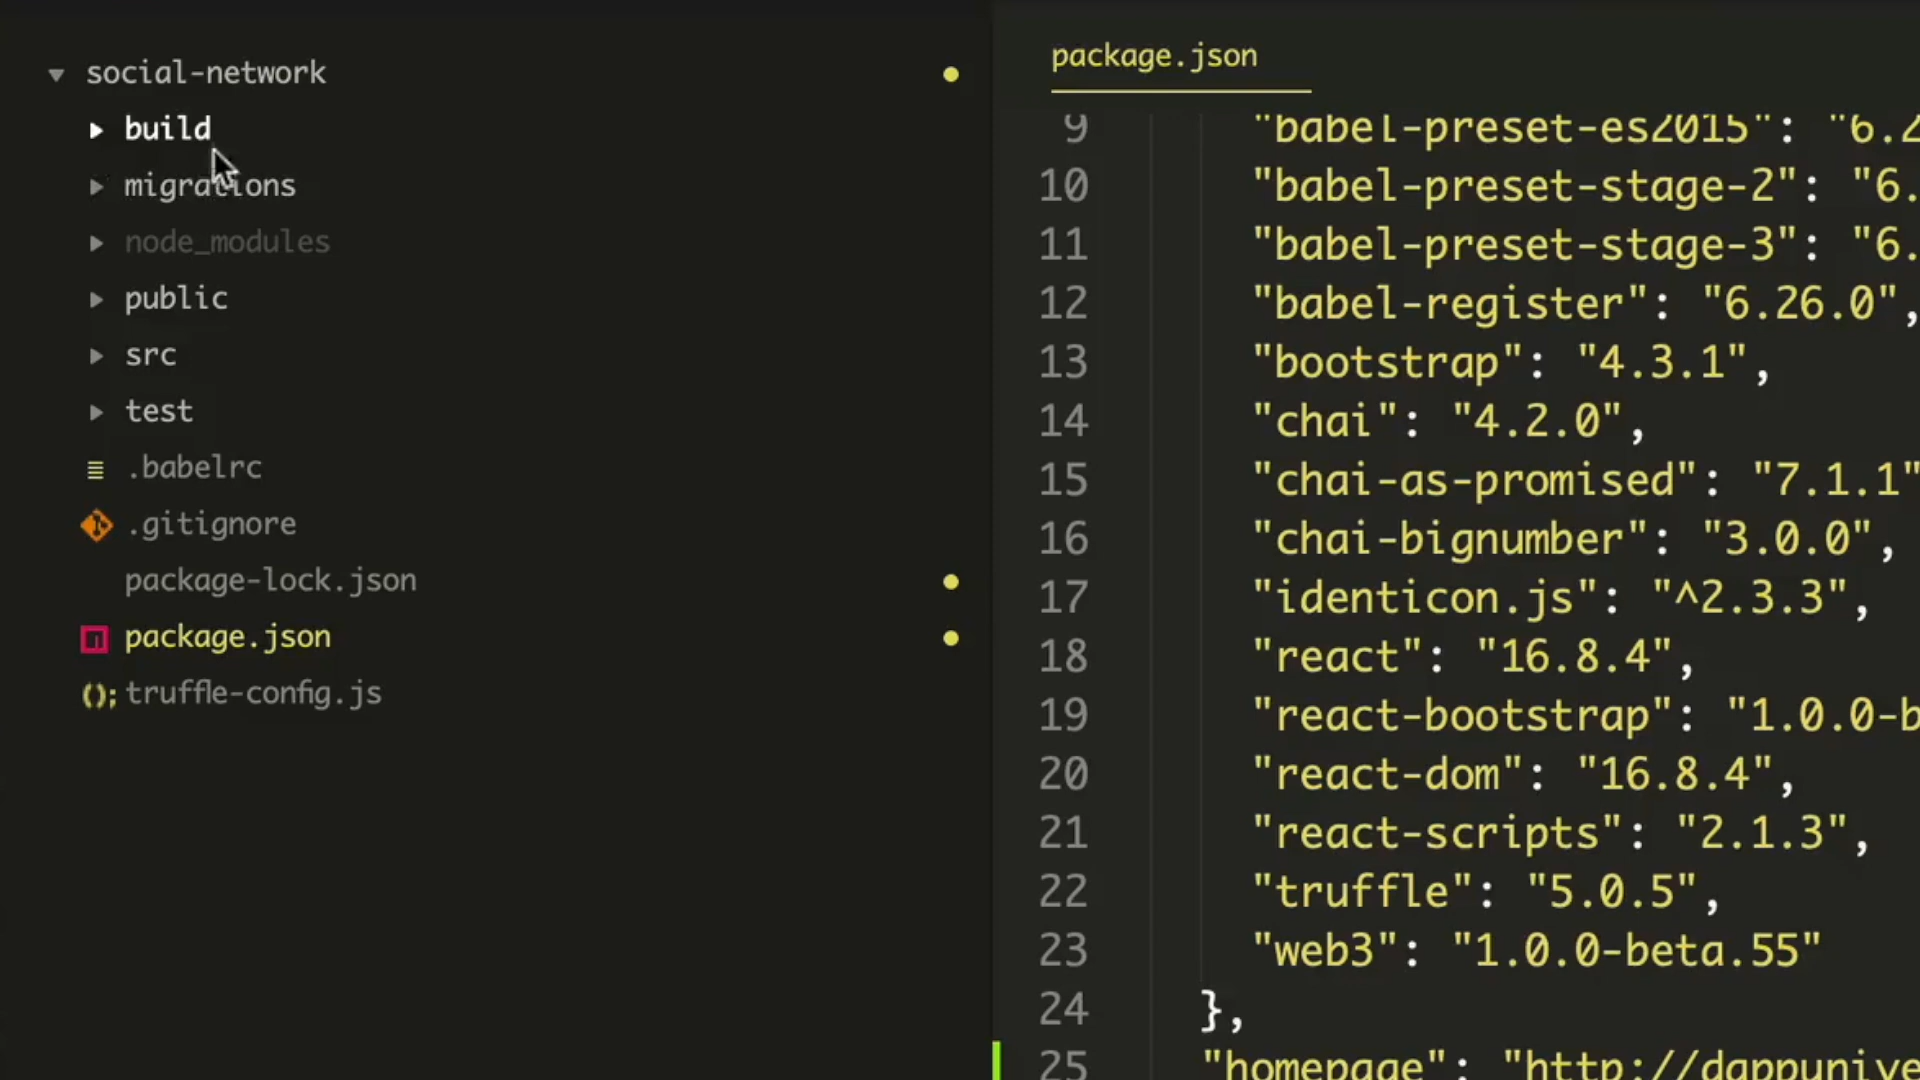 social-network
build
migrations
node_modules
public
src
test
.babelrc
.gitignore
package-lock.json
package.json
truffle-config.js
package.json
9 "babel-preset-es2015": "6.2
10 "babel-preset-stage-2": "6.
11 "babel-preset-stage-3": "6.
12 "babel-register": "6.26.0",
13 "bootstrap": "4.3.1",
14 "chai": "4.2.0",
15 "chai-as-promised": "7.1.1"
16 "chai-bignumber": "3.0.0",
17 "identicon.js": "^2.3.3",
18 "react": "16.8.4",
19 "react-bootstrap": "1.0.0-b
20 "react-dom": "16.8.4",
21 "react-scripts": "2.1.3",
22 "truffle": "5.0.5",
23 "web3": "1.0.0-beta.55"
24 },
25 "homepage": "http://dappunive